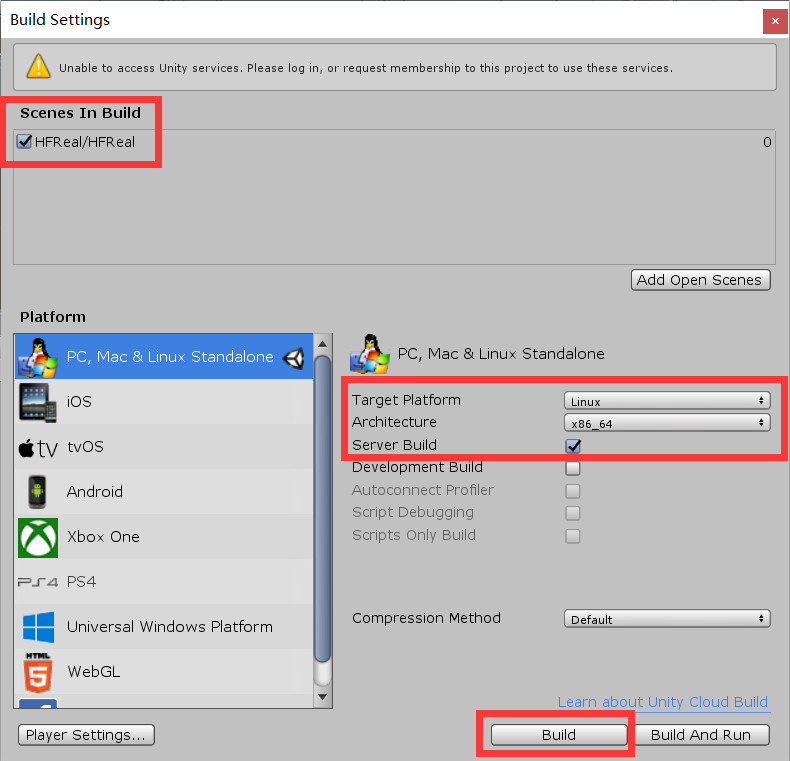 Build Settings
Unable to access Unity services. Please log in, or request membership to this project to use these services.
Scenes In Build
HFReal/HFReal 0
Add Open Scenes
Platform
PC, Mac & Linux Standalone
iOS
tv tvOS
Android
Xbox One
PS4 PS4
Universal Windows Platform
HTML 5 WebGL
PC, Mac & Linux Standalone
Target Platform Linux
Architecture x86_64
Server Build
Development Build
Autoconnect Profiler
Script Debugging
Scripts Only Build
Compression Method Default
Learn about Unity Cloud Build
Player Settings... Build Build And Run